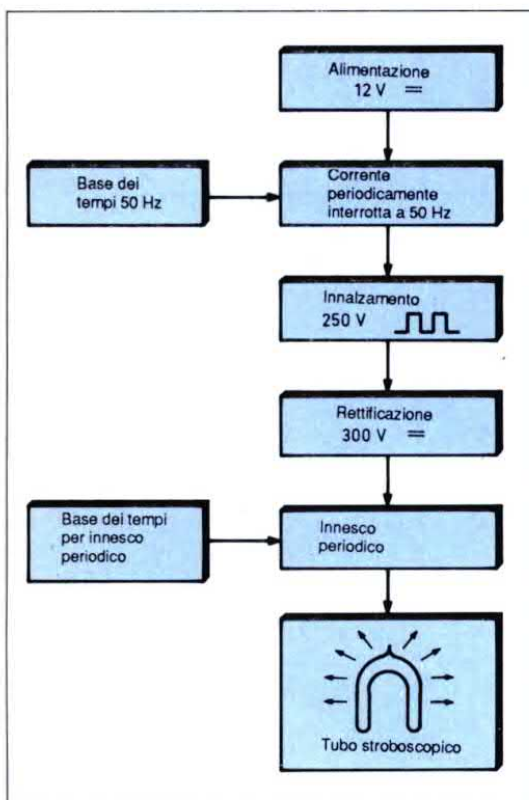 Alimentazione
12 V ⎓
Base dei
tempi 50 Hz
Corrente
periodicamente
interrotta a 50 Hz
Innalzamento
250 V
Rettificazione
300 V ⎓
Base dei tempi
per innesco
periodico
Innesco
periodico
Tubo stroboscopico